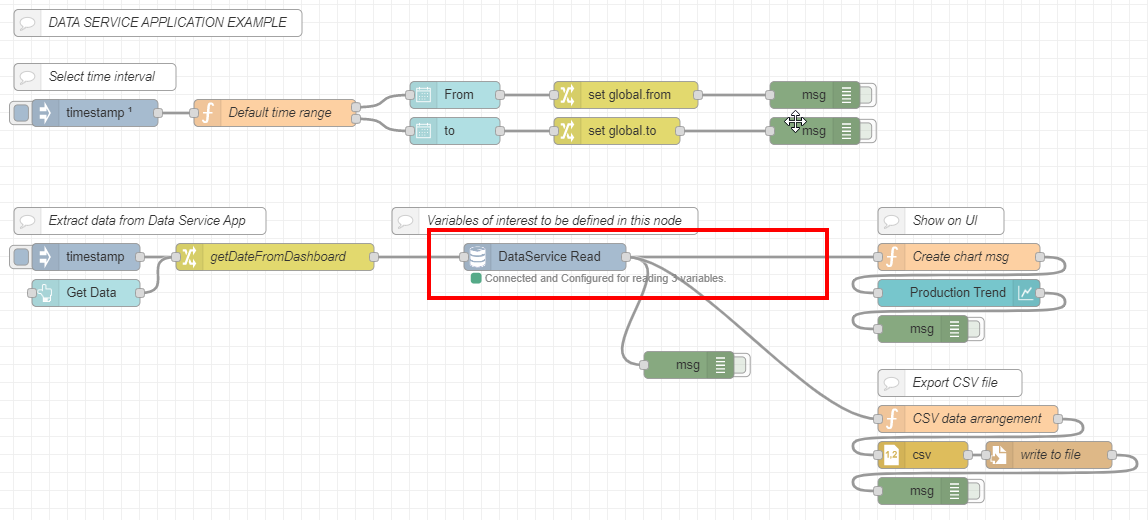 DATA SERVICE APPLICATION EXAMPLE
Select time interval
timestamp ¹
Default time range
From
set global.from
msg
to
set global.to
msg
Extract data from Data Service App
Variables of interest to be defined in this node
Show on UI
timestamp
getDateFromDashboard
DataService Read
Create chart msg
Connected and Configured for reading 3 variables.
Get Data
Production Trend
msg
msg
Export CSV file
CSV data arrangement
1,2
csv
write to file
msg